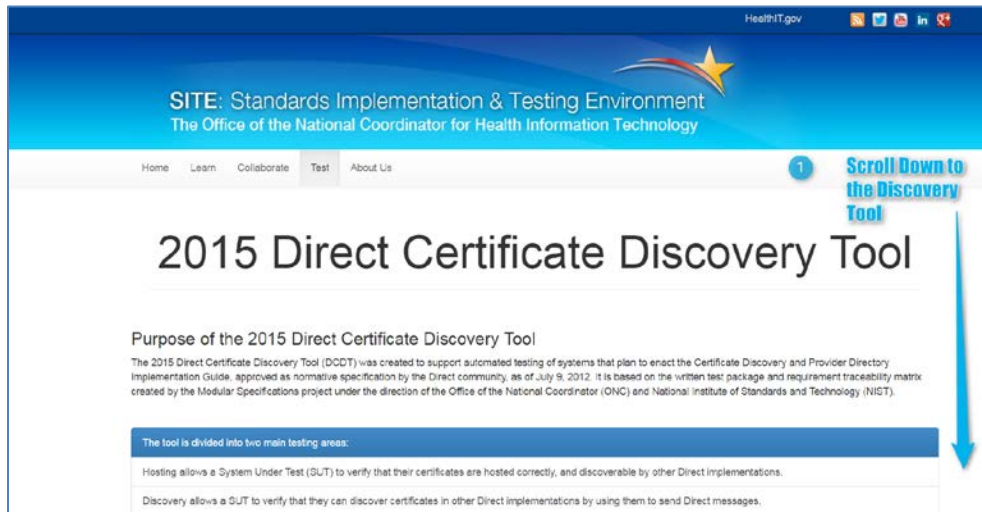 HealthIT.gov
SITE: Standards Implementation & Testing Environment
The Office of the National Coordinator for Health Information Technology
Home Learn Collaborate Test About Us
1
Scroll Down to
the Discovery
Tool
2015 Direct Certificate Discovery Tool
Purpose of the 2015 Direct Certificate Discovery Tool
The 2015 Direct Certificate Discovery Tool (DCDT) was created to support automated testing of systems that plan to enact the Certificate Discovery and Provider Directory
Implementation Guide, approved as normative specification by the Direct community, as of July 9, 2012. It is based on the written test package and requirement traceability matrix
created by the Modular Specifications project under the direction of the Office of the National Coordinator (ONC) and National Institute of Standards and Technology (NIST).
The tool is divided into two main testing areas:
Hosting allows a System Under Test (SUT) to verify that their certificates are hosted correctly, and discoverable by other Direct implementations.
Discovery allows a SUT to verify that they can discover certificates in other Direct implementations by using them to send Direct messages.